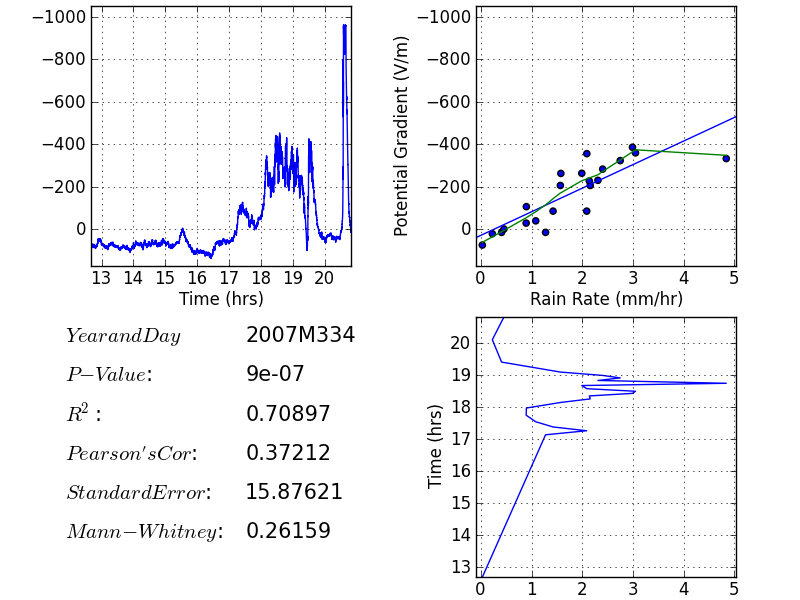 −1000
−800
−600
−400
−200
0
13 14 15 16 17 18 19 20
Time (hrs)
Potential Gradient (V/m)
−1000
−800
−600
−400
−200
0
0 1 2 3 4 5
Rain Rate (mm/hr)
YearandDay 2007M334
P−Value: 9e-07
R²: 0.70897
Pearson'sCor: 0.37212
StandardError: 15.87621
Mann−Whitney: 0.26159
Time (hrs)
20
19
18
17
16
15
14
13
0 1 2 3 4 5